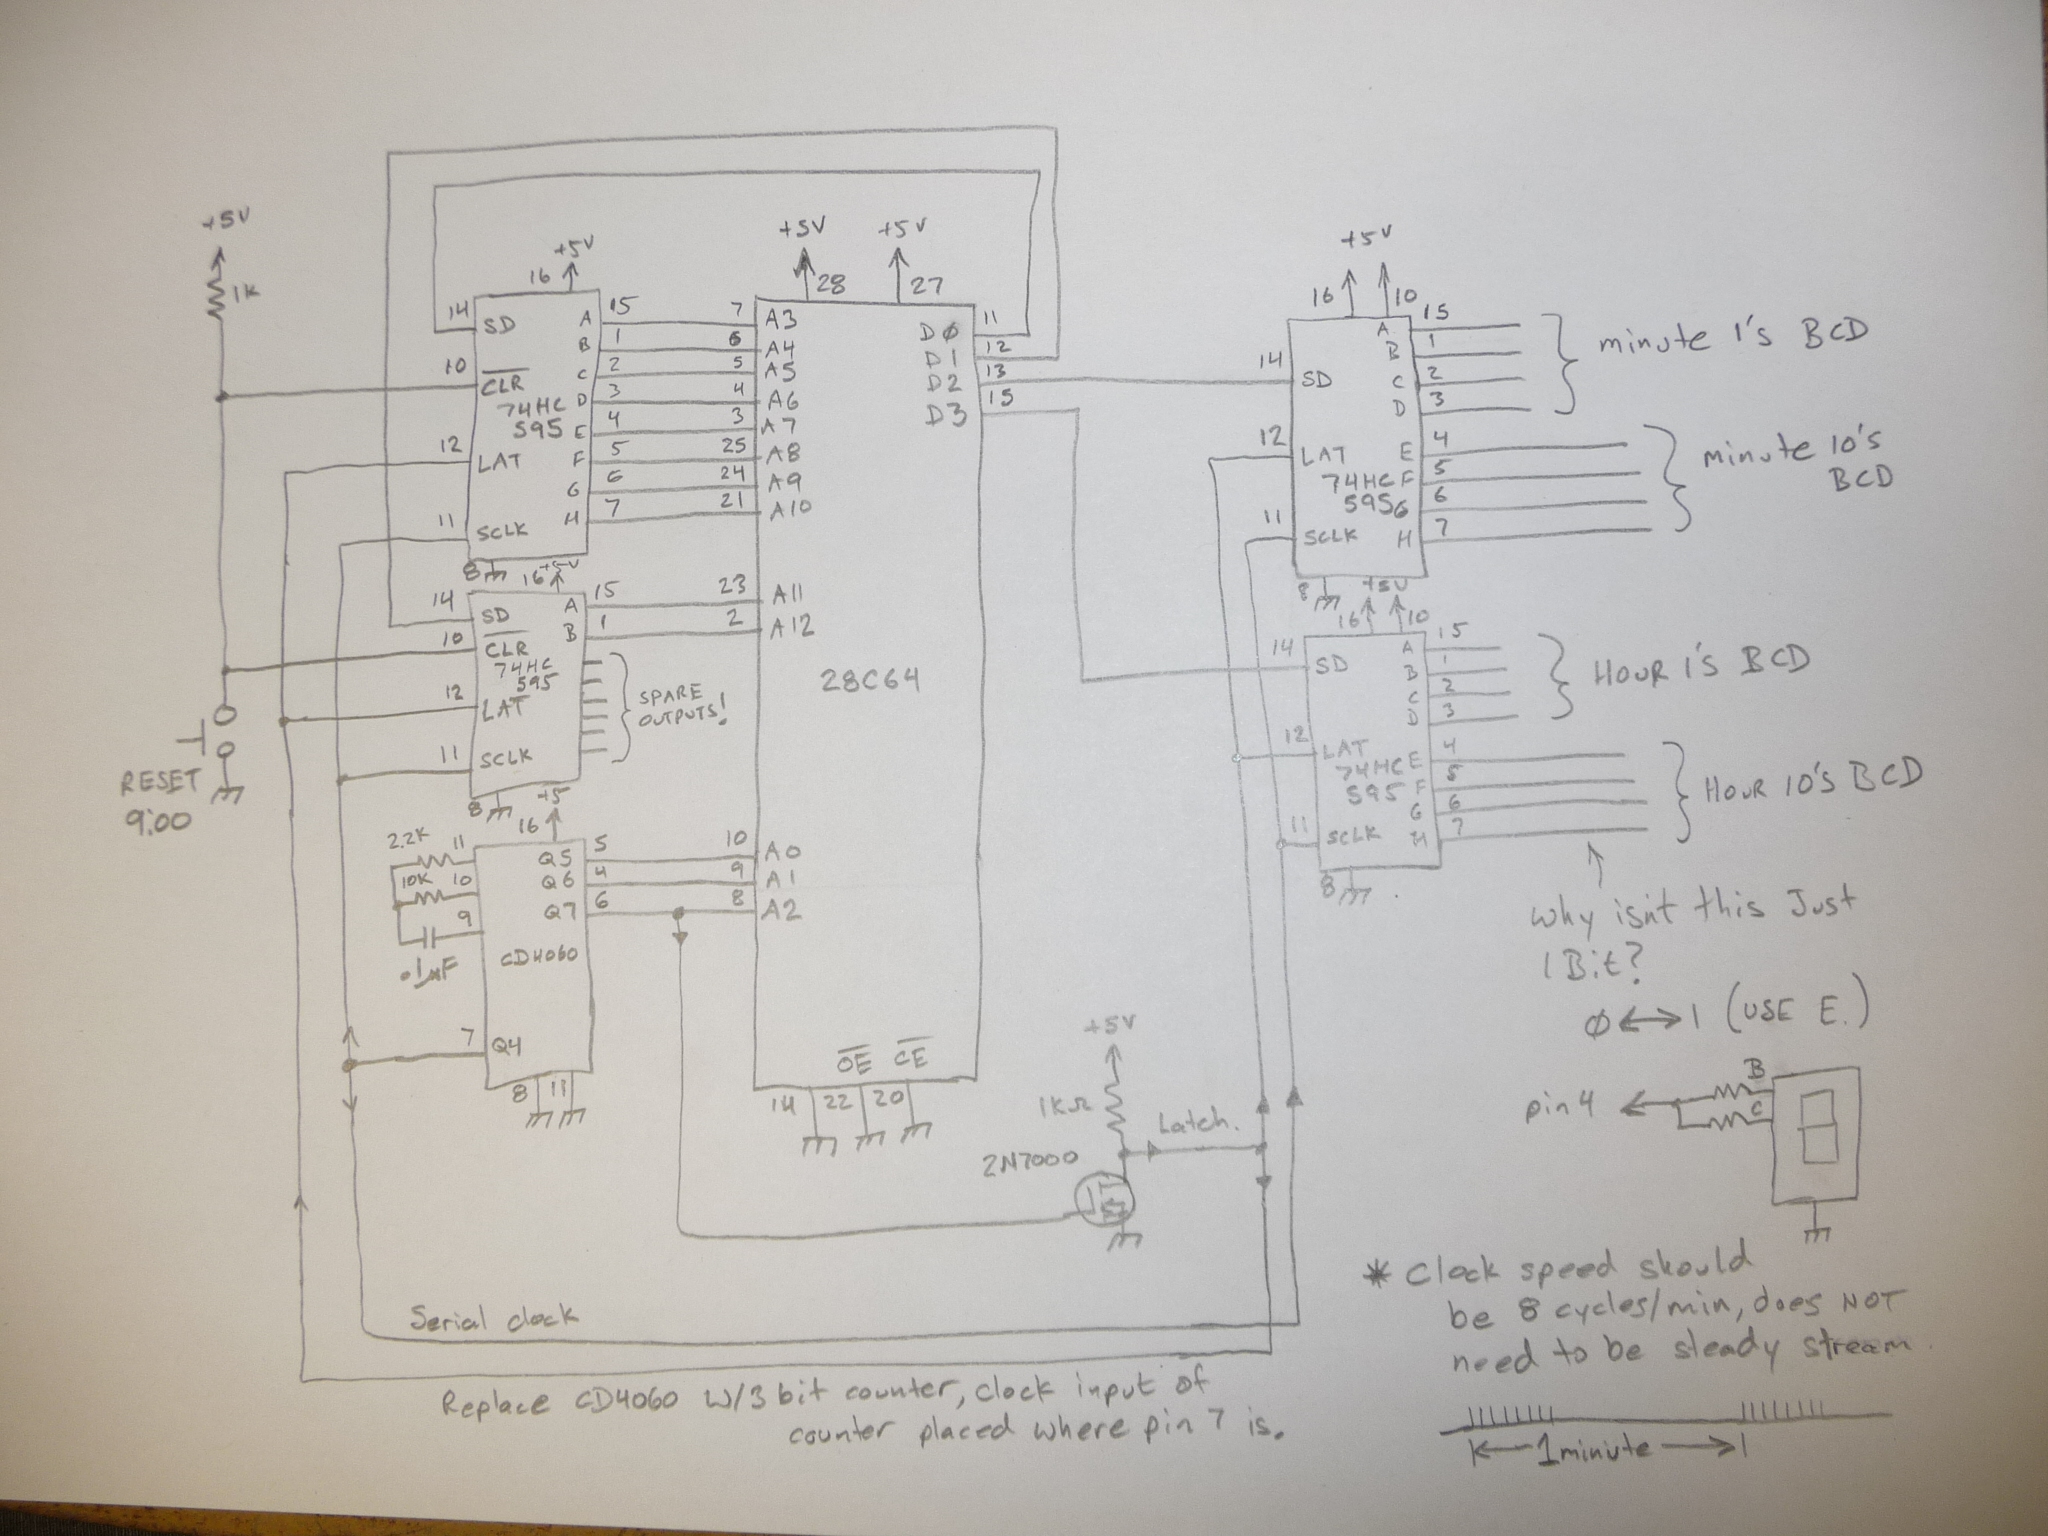 +5V
1K
RESET
9:00
+5V
16
14 SD A 15
B 1
10 CLR C 2
74HC D 3
595 E 4
12 LAT F 5
G 6
11 SCLK H 7
8
16 +5V
14 SD A 15
10 CLR B 1
74HC
595
12 LAT
11 SCLK
8
SPARE
OUTPUTS!
+5
16
2.2K 11
10K 10
9
.1µF
Q5 5
Q6 4
Q7 6
CD4060
7 Q4
8 11
+5V +5V
28 27
7 A3
6 A4
5 A5
4 A6
3 A7
25 A8
24 A9
21 A10
23 A11
2 A12
10 A0
9 A1
8 A2
DØ 11
D1 12
D2 13
D3 15
28C64
OE CE
14 22 20
+5V
1KΩ
2N7000
Latch.
+5V
16 10
14 SD A 15
B 1
C 2
D 3
12 LAT E 4
74HC F 5
595 G 6
11 SCLK H 7
8
minute 1's BCD
minute 10's
BCD
+5V
16 10
14 SD A 15
B 1
C 2
D 3
12 LAT E 4
74HC F 5
595 G 6
11 SCLK H 7
8
HOUR 1'S BCD
HOUR 10'S BCD
Why isn't this Just
1 Bit?
Ø 1 (USE E.)
pin 4 B
C
* Clock speed should
be 8 cycles/min, does NOT
need to be steady stream.
1 minute
Serial clock
Replace CD4060 w/3 bit counter, clock input of
counter placed where pin 7 is.